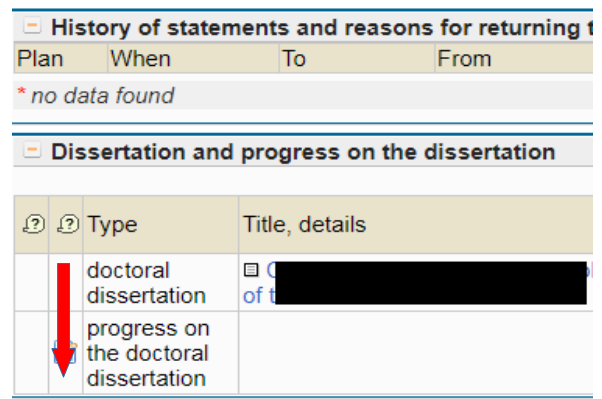 History of statements and reasons for returning t
Plan When To From
* no data found
Dissertation and progress on the dissertation
Type Title, details
doctoral
dissertation
of t
progress on
the doctoral
dissertation